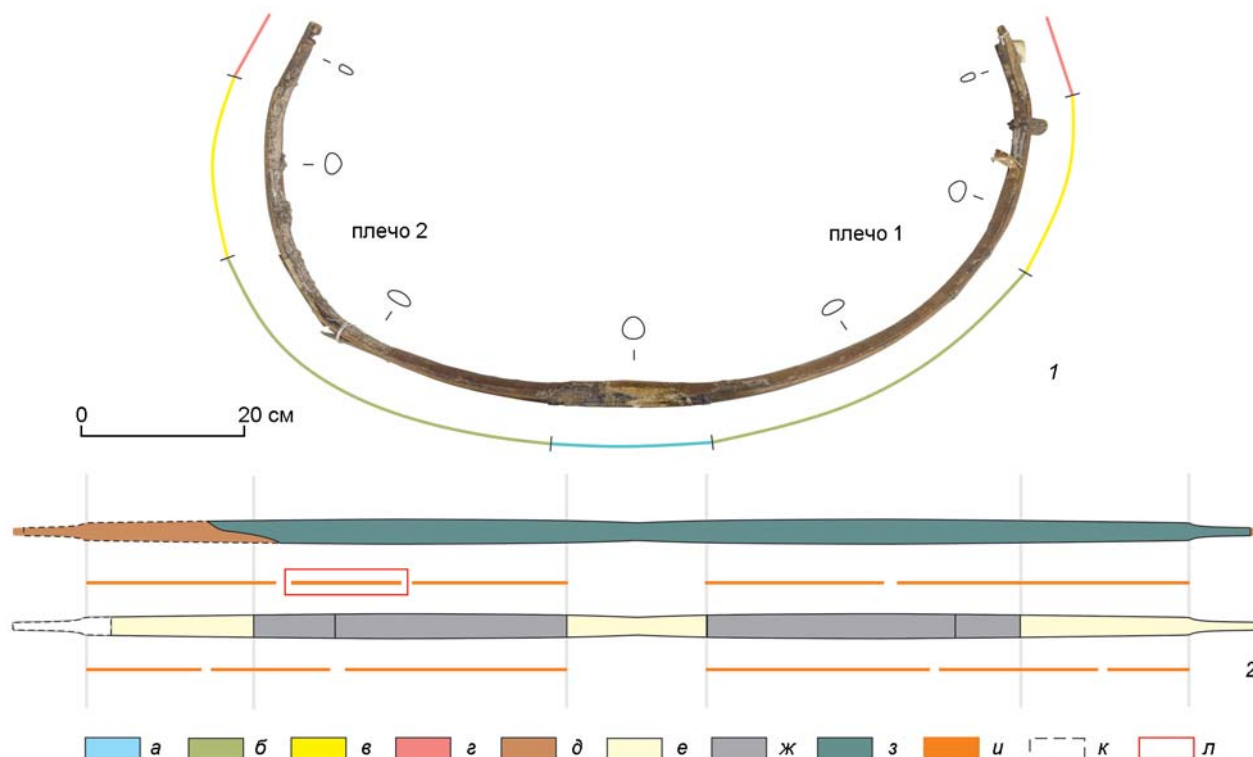 плечо 2
плечо 1
1
0 20 см
2
а б в г д е ж з и к л